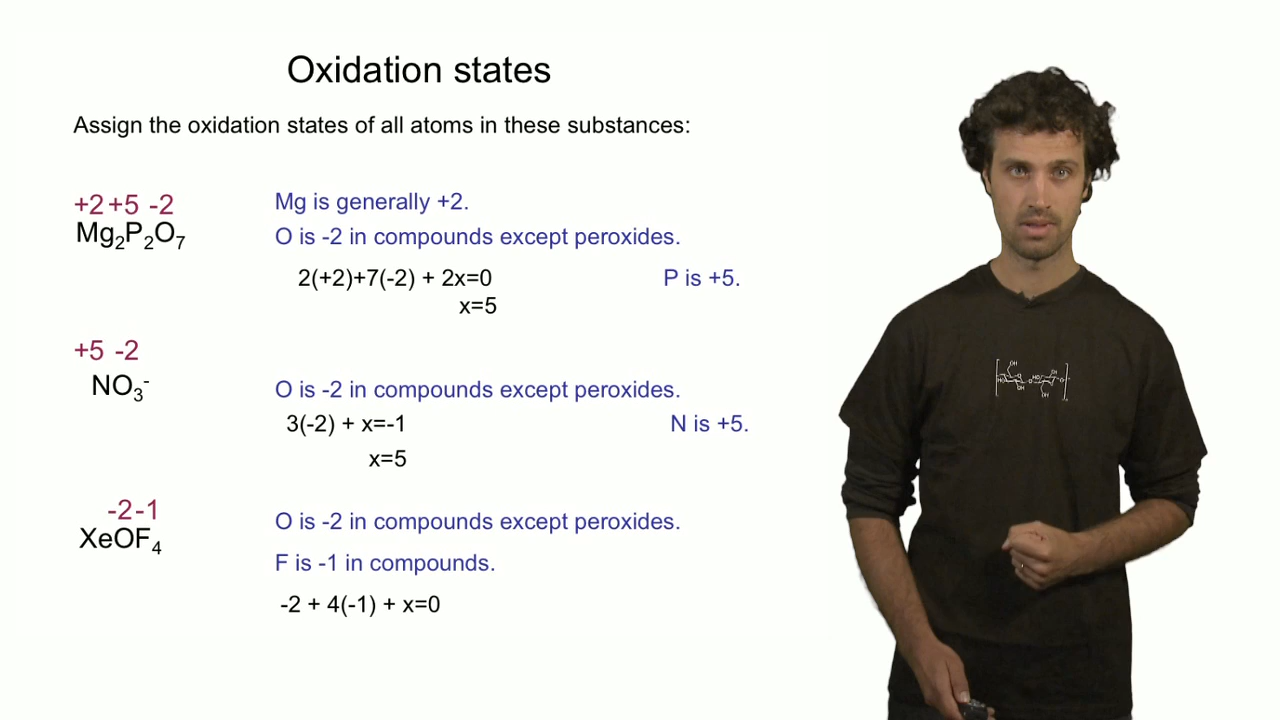 Oxidation states
Assign the oxidation states of all atoms in these substances:
+2 +5 -2
Mg₂P₂O₇
Mg is generally +2.
O is -2 in compounds except peroxides.
2(+2)+7(-2) + 2x=0
P is +5.
x=5
+5 -2
NO₃⁻
O is -2 in compounds except peroxides.
3(-2) + x=-1
N is +5.
x=5
-2 -1
XeOF₄
O is -2 in compounds except peroxides.
F is -1 in compounds.
-2 + 4(-1) + x=0